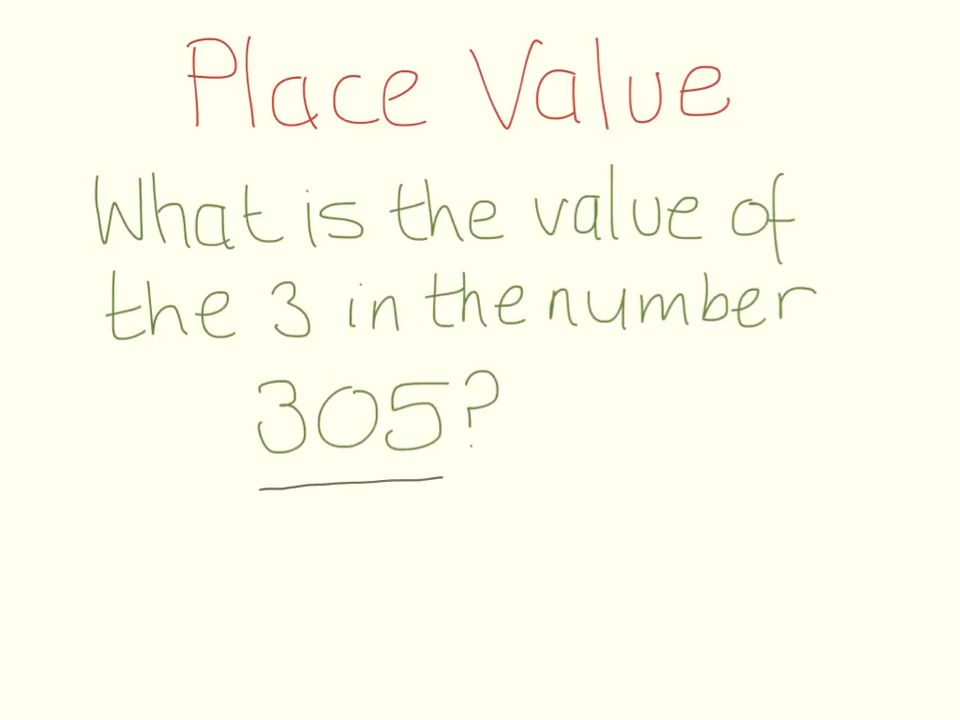 Place Value
What is the value of
the 3 in the number
305?